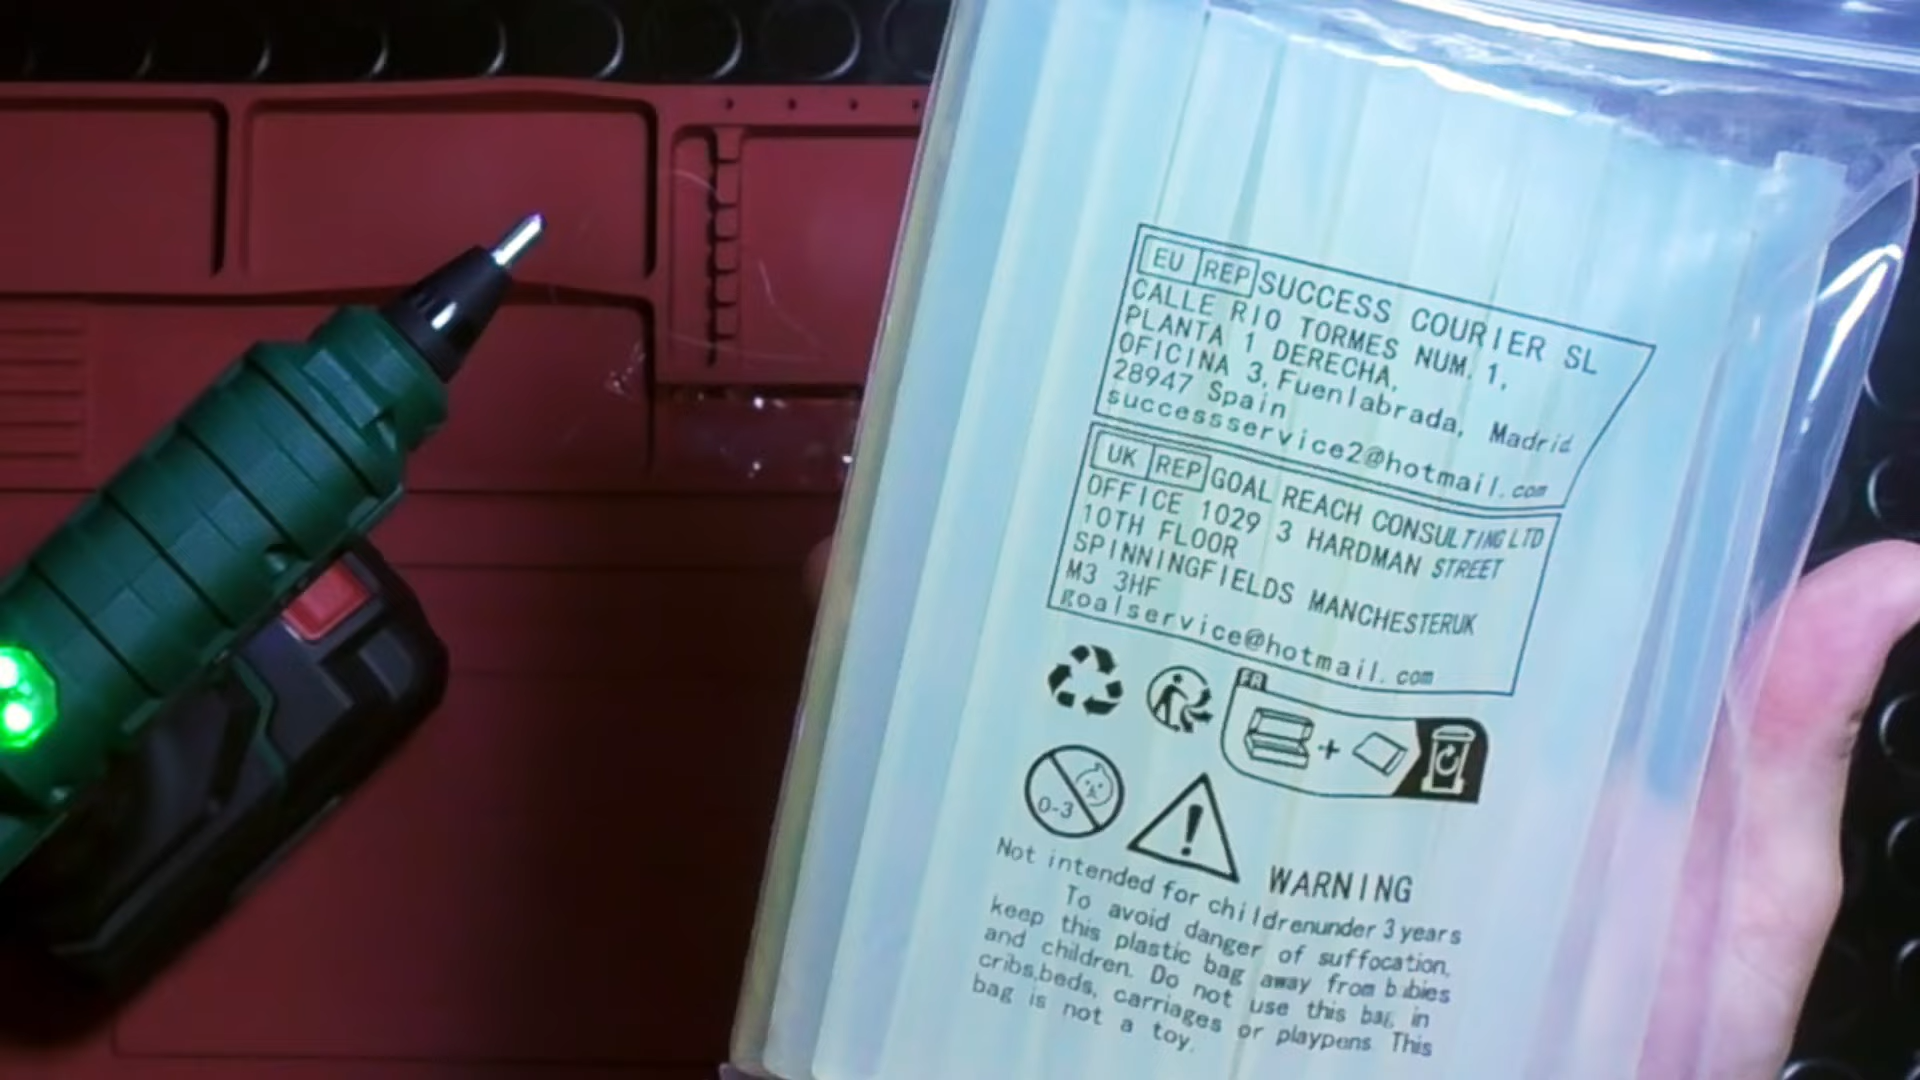 EU REP SUCCESS COURIER SL
CALLE RIO TORMES NUM. 1,
PLANTA 1 DERECHA,
OFICINA 3, Fuenlabrada, Madrid
28947 Spain
successservice2@hotmail.com
UK REP GOAL REACH CONSULTING LTD
OFFICE 1029 3 HARDMAN STREET
10TH FLOOR
SPINNINGFIELDS MANCHESTERUK
M3 3HF
goalservice@hotmail.com
FR
0-3
WARNING
Not intended for childrenunder 3 years
To avoid danger of suffocation,
keep this plastic bag away from babies
and children. Do not use this bag in
cribs,beds, carriages or playpens. This
bag is not a toy.